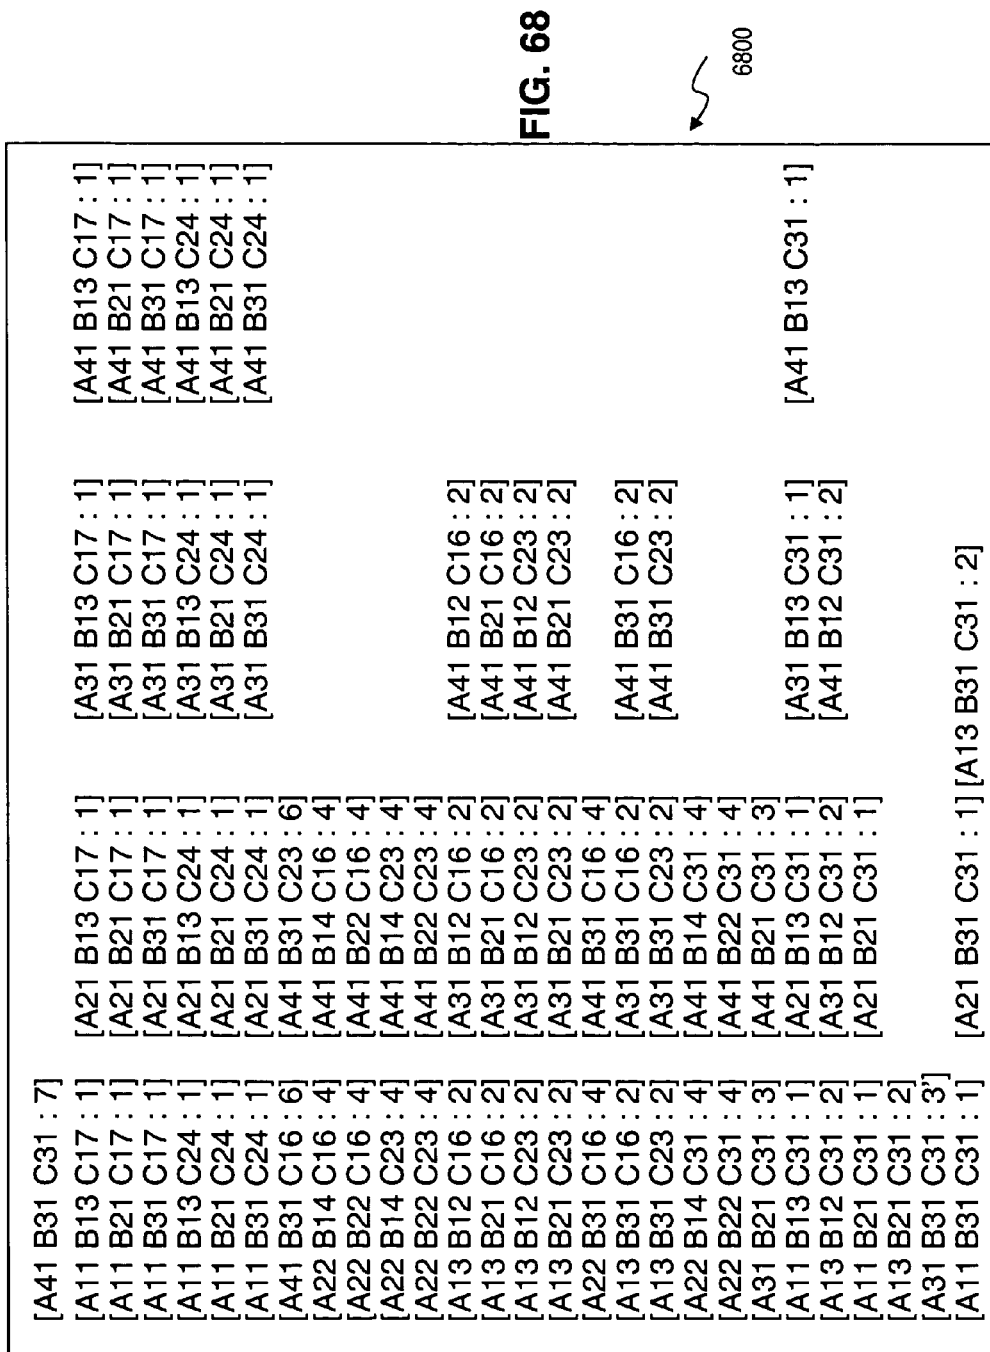 [A41 B31 C31 : 7]
[A11 B13 C17 : 1] [A21 B13 C17 : 1] [A31 B13 C17 : 1] [A41 B13 C17 : 1]
[A11 B21 C17 : 1] [A21 B21 C17 : 1] [A31 B21 C17 : 1] [A41 B21 C17 : 1]
[A11 B31 C17 : 1] [A21 B31 C17 : 1] [A31 B31 C17 : 1] [A41 B31 C17 : 1]
[A11 B13 C24 : 1] [A21 B13 C24 : 1] [A31 B13 C24 : 1] [A41 B13 C24 : 1]
[A11 B21 C24 : 1] [A21 B21 C24 : 1] [A31 B21 C24 : 1] [A41 B21 C24 : 1]
[A11 B31 C24 : 1] [A21 B31 C24 : 1] [A31 B31 C24 : 1] [A41 B31 C24 : 1]
[A41 B31 C16 : 6] [A41 B31 C23 : 6]
[A22 B14 C16 : 4] [A41 B14 C16 : 4]
[A22 B22 C16 : 4] [A41 B22 C16 : 4]
[A22 B14 C23 : 4] [A41 B14 C23 : 4]
[A22 B22 C23 : 4] [A41 B22 C23 : 4]
[A13 B12 C16 : 2] [A31 B12 C16 : 2] [A41 B12 C16 : 2]
[A13 B21 C16 : 2] [A31 B21 C16 : 2] [A41 B21 C16 : 2]
[A13 B12 C23 : 2] [A31 B12 C23 : 2] [A41 B12 C23 : 2]
[A13 B21 C23 : 2] [A31 B21 C23 : 2] [A41 B21 C23 : 2]
[A22 B31 C16 : 4] [A41 B31 C16 : 4]
[A13 B31 C16 : 2] [A31 B31 C16 : 2] [A41 B31 C16 : 2]
[A13 B31 C23 : 2] [A31 B31 C23 : 2] [A41 B31 C23 : 2]
[A22 B14 C31 : 4] [A41 B14 C31 : 4]
[A22 B22 C31 : 4] [A41 B22 C31 : 4]
[A31 B21 C31 : 3] [A41 B21 C31 : 3]
[A11 B13 C31 : 1] [A21 B13 C31 : 1] [A31 B13 C31 : 1] [A41 B13 C31 : 1]
[A13 B12 C31 : 2] [A31 B12 C31 : 2] [A41 B12 C31 : 2]
[A11 B21 C31 : 1] [A21 B21 C31 : 1]
[A13 B21 C31 : 2]
[A31 B31 C31 : 3']
[A11 B31 C31 : 1] [A21 B31 C31 : 1] [A13 B31 C31 : 2]
FIG. 68
6800